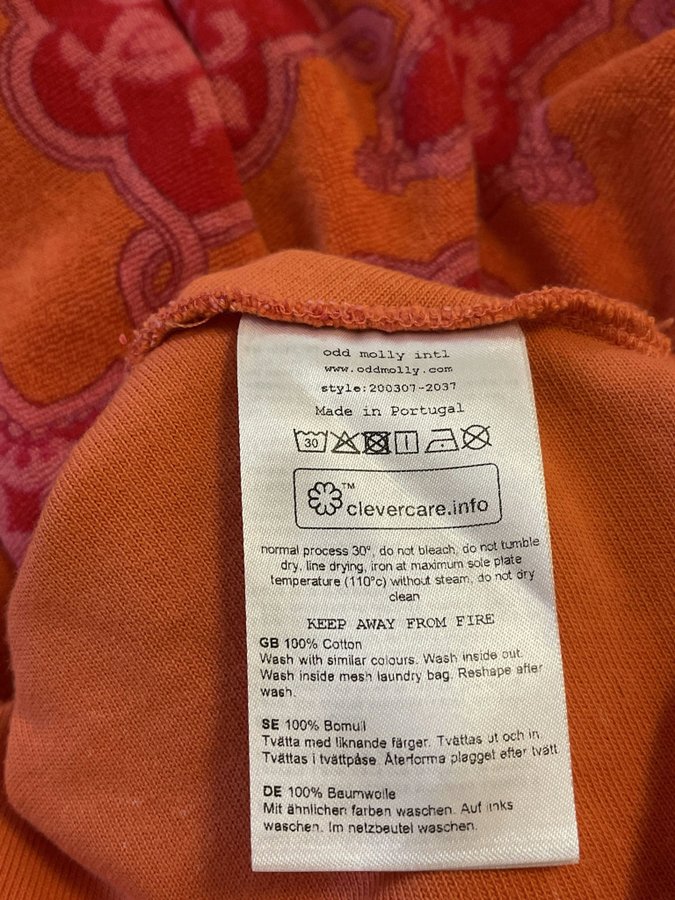 odd molly intl
www.oddmolly.com
style:200307-2037
Made in Portugal
30
™
clevercare.info
normal process 30°, do not bleach, do not tumble
dry, line drying, iron at maximum sole plate
temperature (110°c) without steam, do not dry
clean
KEEP AWAY FROM FIRE
GB 100% Cotton
Wash with similar colours. Wash inside out.
Wash inside mesh laundry bag. Reshape after
wash.
SE 100% Bomull
Tvätta med liknande färger. Tvättas ut och in.
Tvättas i tvättpåse. Återforma plagget efter tvätt
DE 100% Baumwolle
Mit ähnlichen farben waschen. Auf links
waschen. Im netzbeutel waschen.